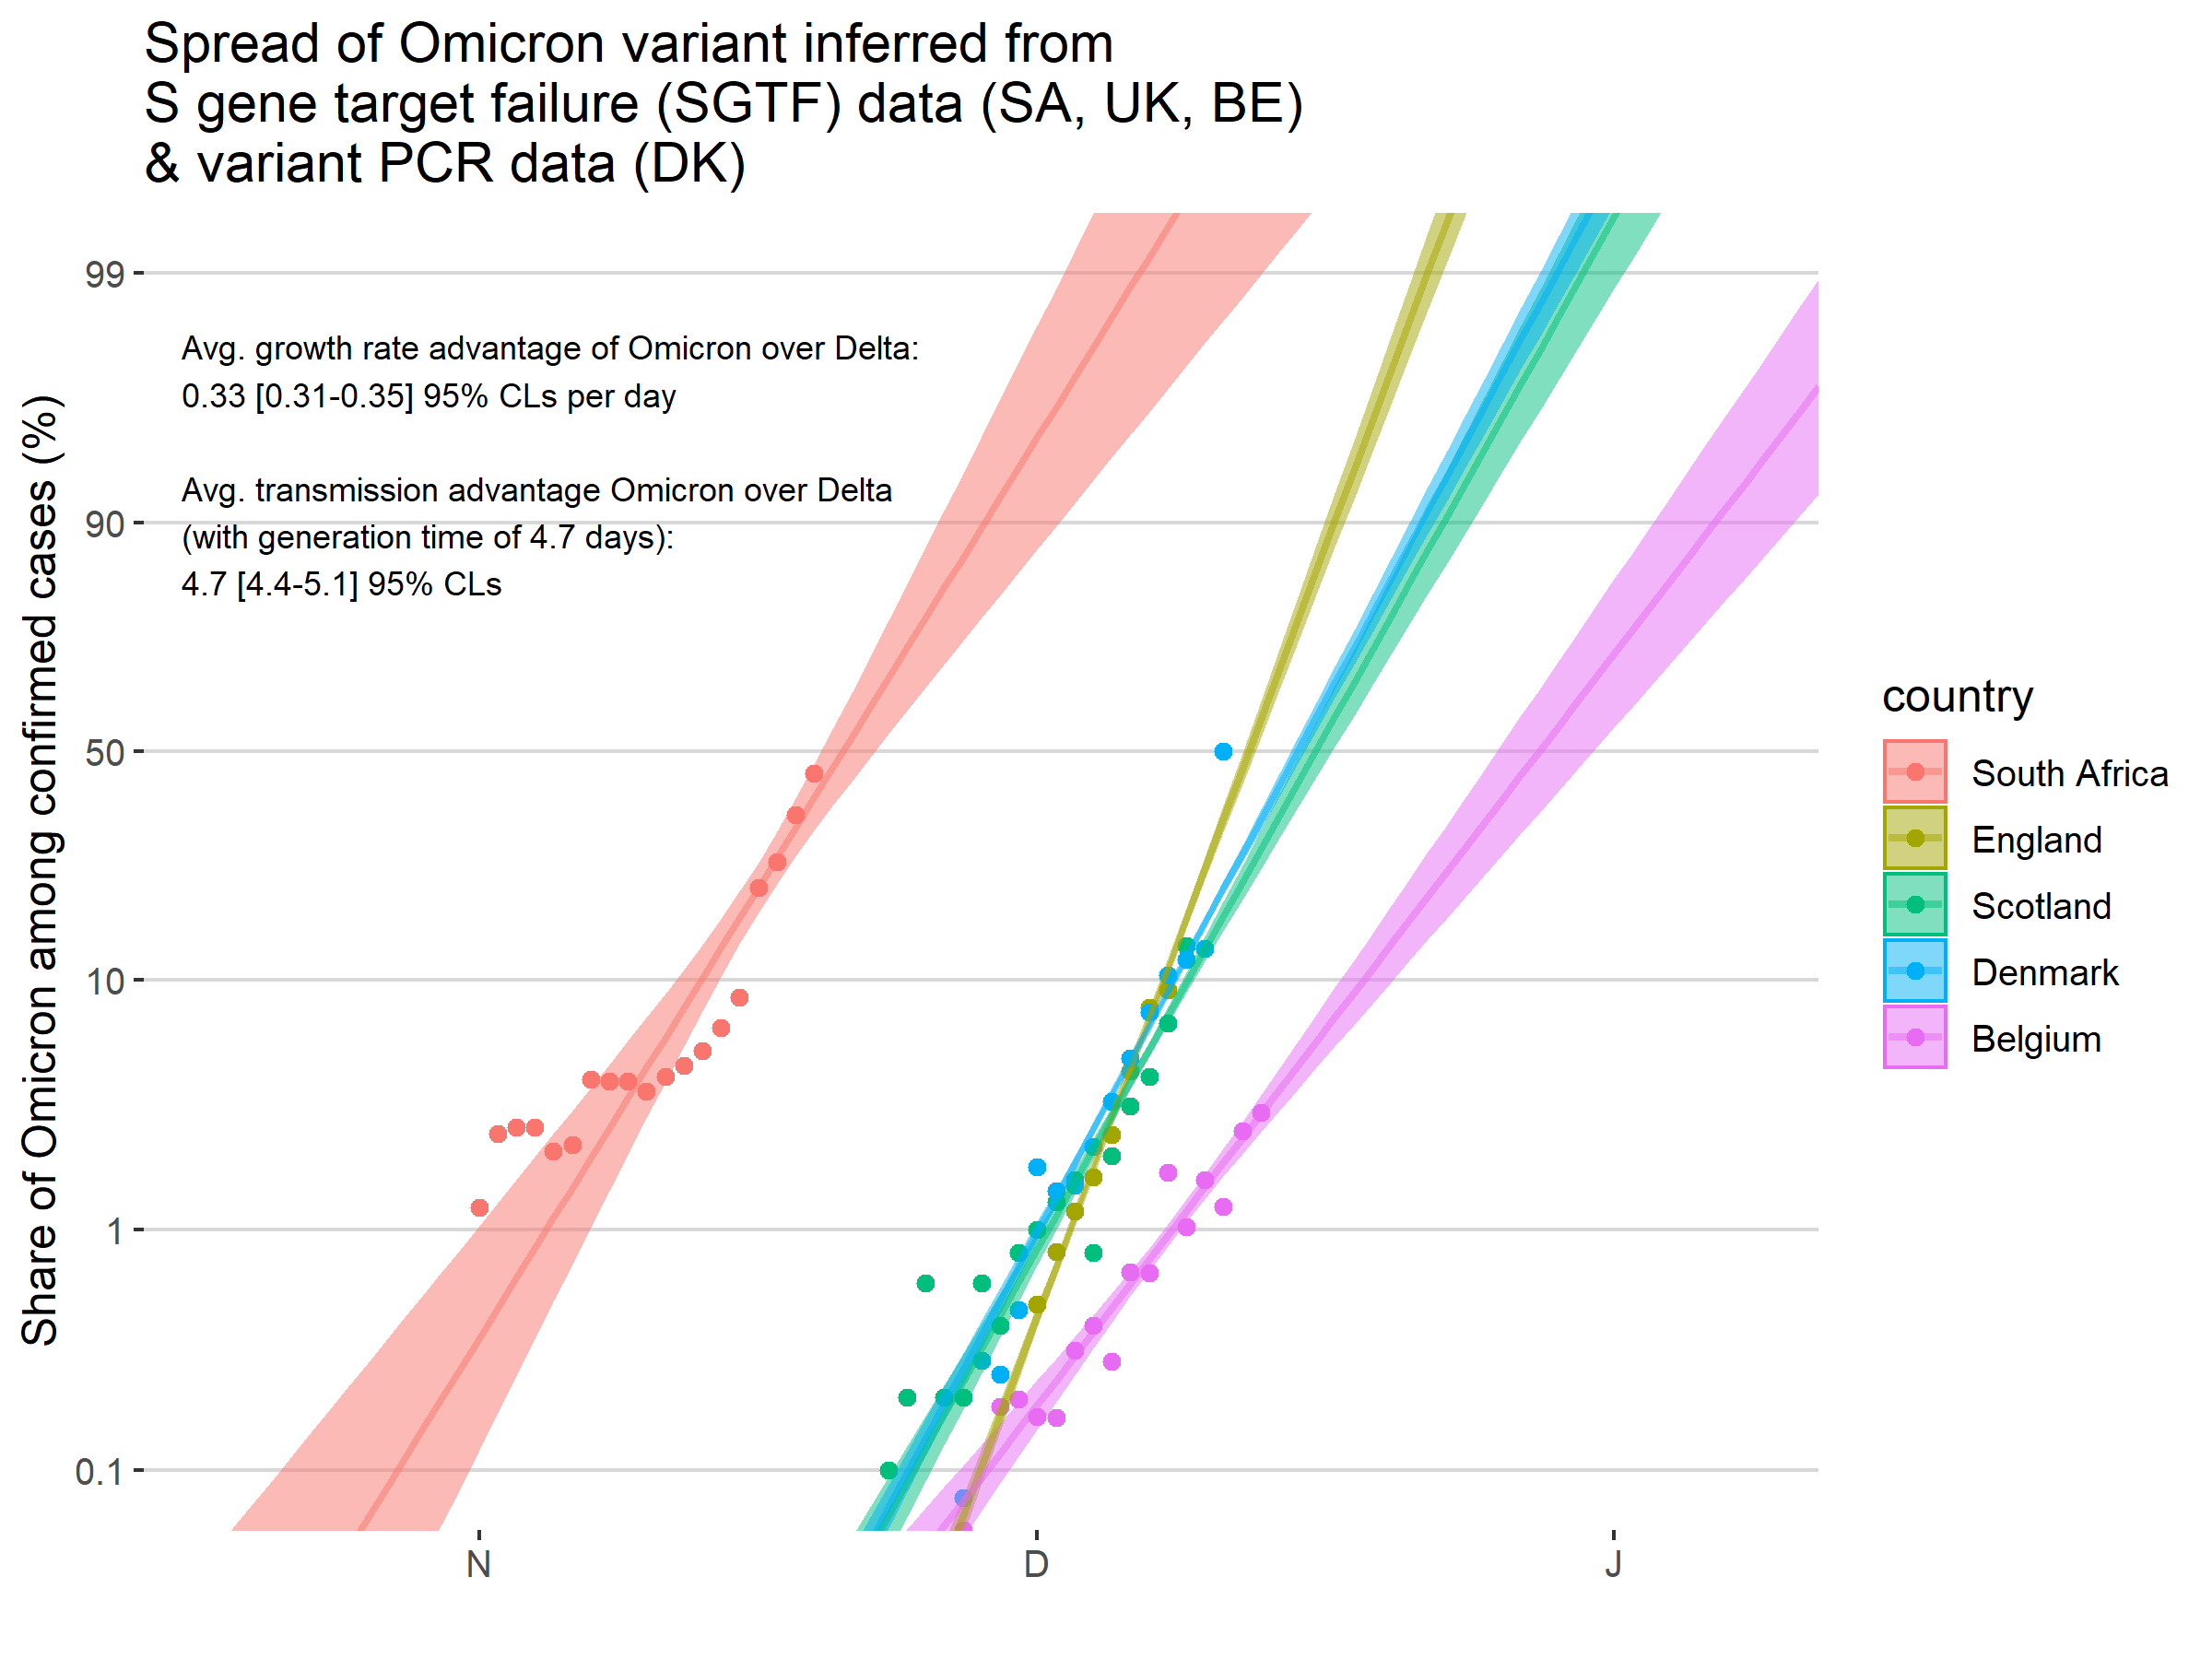 Spread of Omicron variant inferred from
S gene target failure (SGTF) data (SA, UK, BE)
& variant PCR data (DK)
Share of Omicron among confirmed cases (%)
99
90
50
10
1
0.1
Avg. growth rate advantage of Omicron over Delta:
0.33 [0.31-0.35] 95% CLs per day
Avg. transmission advantage Omicron over Delta
(with generation time of 4.7 days):
4.7 [4.4-5.1] 95% CLs
N
D
J
country
South Africa
England
Scotland
Denmark
Belgium